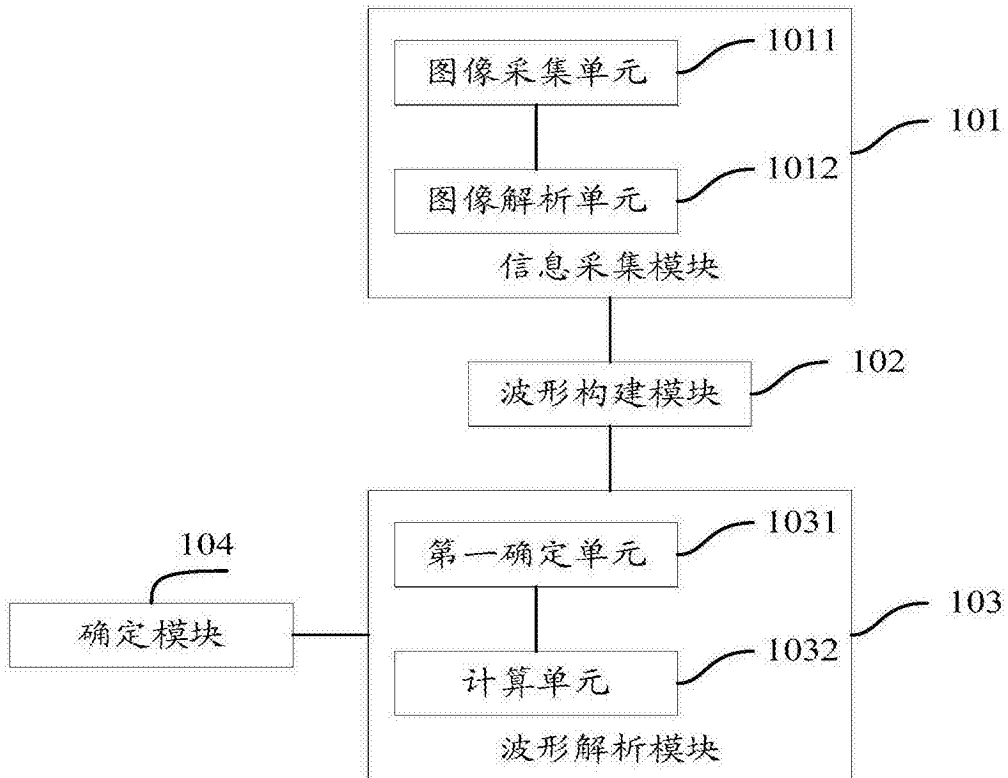 图像采集单元
1011
图像解析单元
1012
信息采集模块
101
波形构建模块
102
第一确定单元
1031
计算单元
1032
波形解析模块
103
确定模块
104